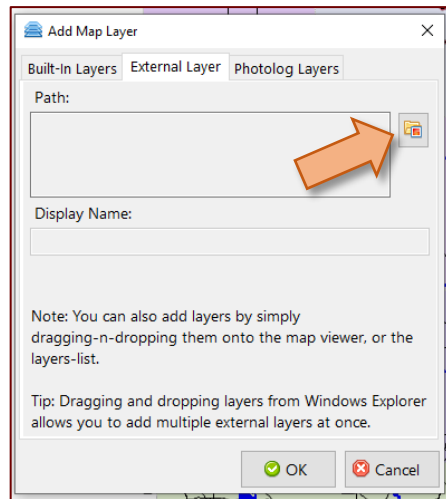 Add Map Layer
Built-In Layers External Layer Photolog Layers
Path:
Display Name:
Note: You can also add layers by simply
dragging-n-dropping them onto the map viewer, or the
layers-list.
Tip: Dragging and dropping layers from Windows Explorer
allows you to add multiple external layers at once.
OK Cancel